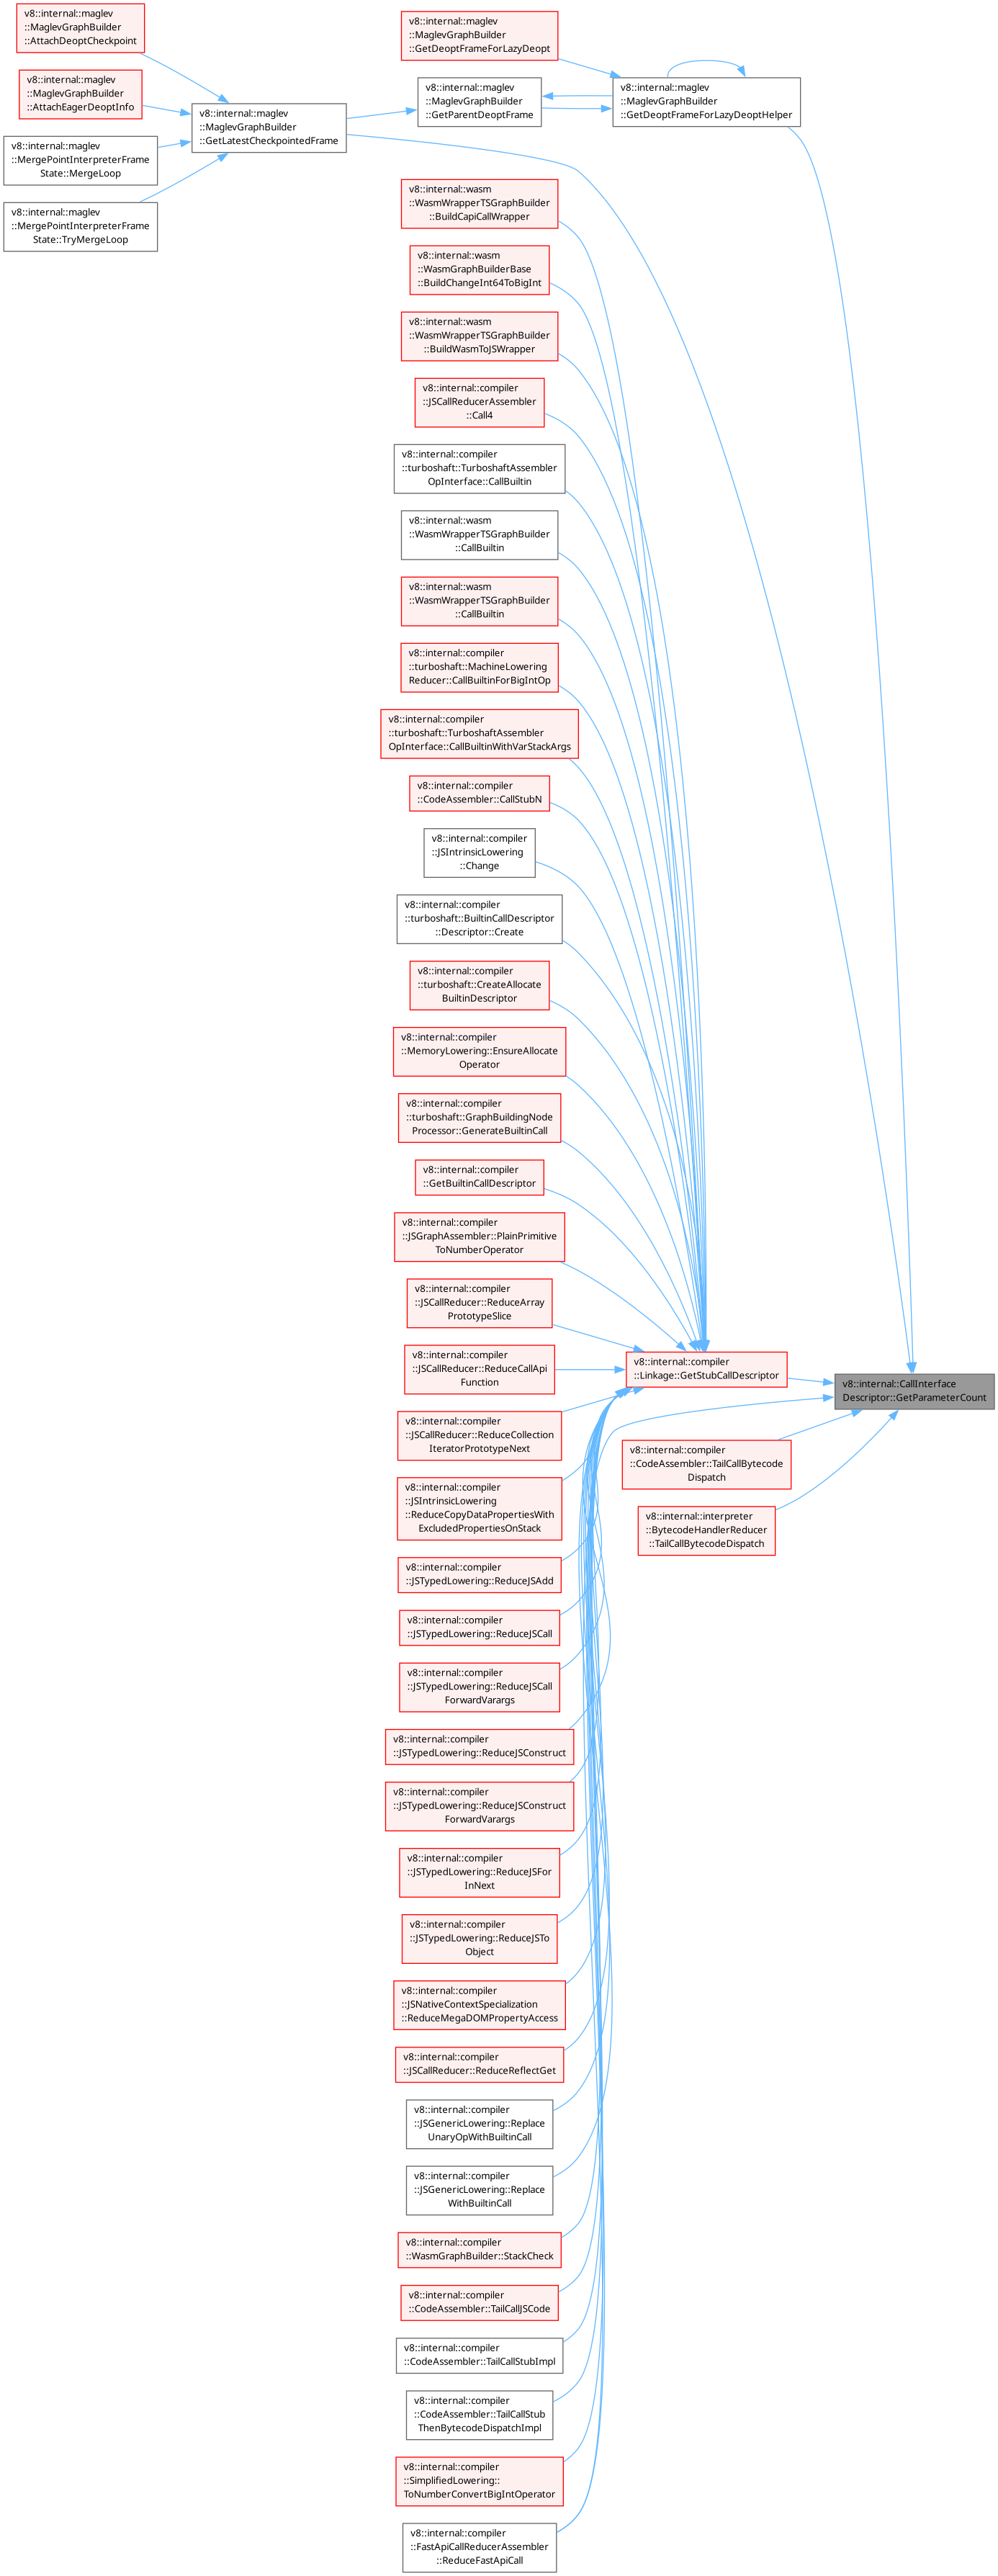 v8::internal::maglev
::MaglevGraphBuilder
::AttachDeoptCheckpoint
v8::internal::maglev
::MaglevGraphBuilder
::AttachEagerDeoptInfo
v8::internal::maglev
::MergePointInterpreterFrame
State::MergeLoop
v8::internal::maglev
::MergePointInterpreterFrame
State::TryMergeLoop
v8::internal::maglev
::MaglevGraphBuilder
::GetLatestCheckpointedFrame
v8::internal::maglev
::MaglevGraphBuilder
::GetDeoptFrameForLazyDeopt
v8::internal::maglev
::MaglevGraphBuilder
::GetParentDeoptFrame
v8::internal::maglev
::MaglevGraphBuilder
::GetDeoptFrameForLazyDeoptHelper
v8::internal::wasm
::WasmWrapperTSGraphBuilder
::BuildCapiCallWrapper
v8::internal::wasm
::WasmGraphBuilderBase
::BuildChangeInt64ToBigInt
v8::internal::wasm
::WasmWrapperTSGraphBuilder
::BuildWasmToJSWrapper
v8::internal::compiler
::JSCallReducerAssembler
::Call4
v8::internal::compiler
::turboshaft::TurboshaftAssembler
OpInterface::CallBuiltin
v8::internal::wasm
::WasmWrapperTSGraphBuilder
::CallBuiltin
v8::internal::wasm
::WasmWrapperTSGraphBuilder
::CallBuiltin
v8::internal::compiler
::turboshaft::MachineLowering
Reducer::CallBuiltinForBigIntOp
v8::internal::compiler
::turboshaft::TurboshaftAssembler
OpInterface::CallBuiltinWithVarStackArgs
v8::internal::compiler
::CodeAssembler::CallStubN
v8::internal::compiler
::JSIntrinsicLowering
::Change
v8::internal::compiler
::turboshaft::BuiltinCallDescriptor
::Descriptor::Create
v8::internal::compiler
::turboshaft::CreateAllocate
BuiltinDescriptor
v8::internal::compiler
::MemoryLowering::EnsureAllocate
Operator
v8::internal::compiler
::turboshaft::GraphBuildingNode
Processor::GenerateBuiltinCall
v8::internal::compiler
::GetBuiltinCallDescriptor
v8::internal::compiler
::JSGraphAssembler::PlainPrimitive
ToNumberOperator
v8::internal::compiler
::JSCallReducer::ReduceArray
PrototypeSlice
v8::internal::compiler
::JSCallReducer::ReduceCallApi
Function
v8::internal::compiler
::JSCallReducer::ReduceCollection
IteratorPrototypeNext
v8::internal::compiler
::JSIntrinsicLowering
::ReduceCopyDataPropertiesWith
ExcludedPropertiesOnStack
v8::internal::compiler
::JSTypedLowering::ReduceJSAdd
v8::internal::compiler
::JSTypedLowering::ReduceJSCall
v8::internal::compiler
::JSTypedLowering::ReduceJSCall
ForwardVarargs
v8::internal::compiler
::JSTypedLowering::ReduceJSConstruct
v8::internal::compiler
::JSTypedLowering::ReduceJSConstruct
ForwardVarargs
v8::internal::compiler
::JSTypedLowering::ReduceJSFor
InNext
v8::internal::compiler
::JSTypedLowering::ReduceJSTo
Object
v8::internal::compiler
::JSNativeContextSpecialization
::ReduceMegaDOMPropertyAccess
v8::internal::compiler
::JSCallReducer::ReduceReflectGet
v8::internal::compiler
::JSGenericLowering::Replace
UnaryOpWithBuiltinCall
v8::internal::compiler
::JSGenericLowering::Replace
WithBuiltinCall
v8::internal::compiler
::WasmGraphBuilder::StackCheck
v8::internal::compiler
::CodeAssembler::TailCallJSCode
v8::internal::compiler
::CodeAssembler::TailCallStubImpl
v8::internal::compiler
::CodeAssembler::TailCallStub
ThenBytecodeDispatchImpl
v8::internal::compiler
::SimplifiedLowering::
ToNumberConvertBigIntOperator
v8::internal::compiler
::FastApiCallReducerAssembler
::ReduceFastApiCall
v8::internal::compiler
::Linkage::GetStubCallDescriptor
v8::internal::compiler
::CodeAssembler::TailCallBytecode
Dispatch
v8::internal::interpreter
::BytecodeHandlerReducer
::TailCallBytecodeDispatch
v8::internal::CallInterface
Descriptor::GetParameterCount